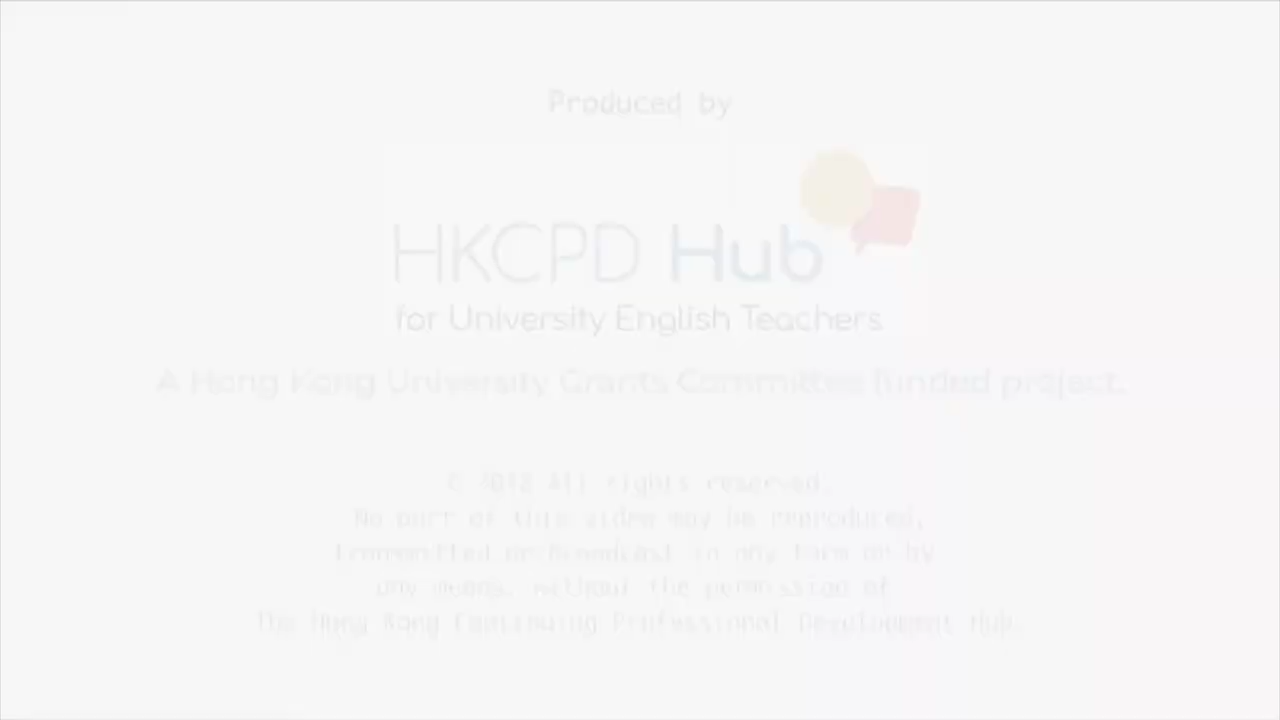 Produced by
HKCPD Hub
for University English Teachers
A Hong Kong University Grants Committee funded project.
© 2018 All rights reserved
No part of this video may be reproduced,
transmitted or broadcast in any form or by
any means, without the permission of
The Hong Kong Continuing Professional Development Hub.